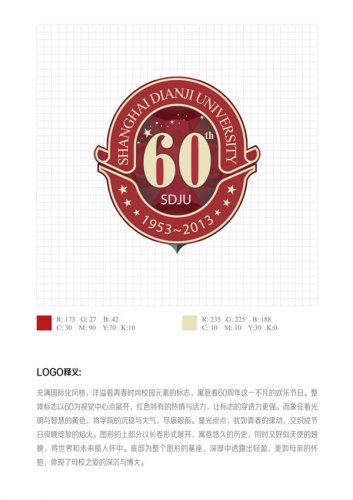 SHANGHAI DIANJI UNIVERSITY
60th
SDJU
1953~2013
R: 173 G: 27 B: 42
C: 30 M: 90 Y:70 K:10
R: 235 G: 225 B: 188
C: 10 M: 10 Y:30 K:0
LOGO释义:
充满国际化风格，洋溢着青春时尚校园元素的标志，寓意着60周年这一不凡的欢乐节日。整
体标志以60为视觉中心点展开，红色特有的热情与活力，让标志的穿透力更强。而象征着光
明与智慧的黄色，将学院的沉稳与大气，尽展眼前。星光点点，犹如青春的律动，交织成节
日夜晚绽放的焰火。图形的上部分以长卷形式展开，寓意悠久的历史，同时又好似天使的翅
膀，将世界和未来揽人怀中。底部为整个图形的基座，深厚中透露出轻盈，更如母亲的怀
抱，体现了母校之爱的深沉与博大。